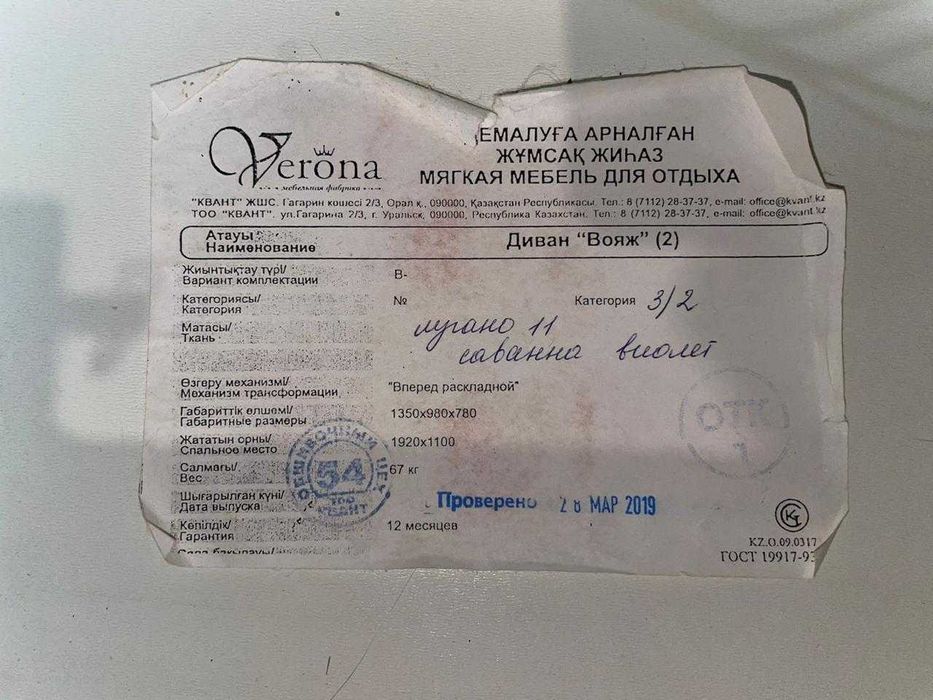 Verona
мебельная фабрика
ЕМАЛУҒА АРНАЛҒАН
ЖҰМСАҚ ЖИҺАЗ
МЯГКАЯ МЕБЕЛЬ ДЛЯ ОТДЫХА
"КВАНТ" ЖШС. Гагарин көшесі 2/3, Орал қ., 090000, Қазақстан Республикасы. Тел.: 8 (7112) 28-37-37, e-mail: office@kvant.kz
ТОО "КВАНТ". ул.Гагарина 2/3, г. Уральск, 090000, Республика Казахстан. Тел.: 8 (7112) 28-37-37, e-mail: office@kvant.kz
Атауы/
Наименование
Диван "Вояж" (2)
Жиынтықтау түрі/
Вариант комплектации
В-
Категориясы/
Категория
№ Категория 3/2
Матасы/
Ткань
лугано 11
саванна виолет
Өзгеру механизмі/
Механизм трансформации
"Вперед раскладной"
Габариттік өлшемі/
Габаритные размеры
1350х980х780
Жататын орны/
Спальное место
1920х1100
Салмағы/
Вес
67 кг
Шығарылған күні/
Дата выпуска
Проверено 28 МАР 2019
Кепілдік/
Гарантия
12 месяцев
ОБШИВОЧНЫЙ ЦЕХ
54
ТОО
КВАНТ
ОТК
1
KZ.O.09.0317
ГОСТ 19917-93